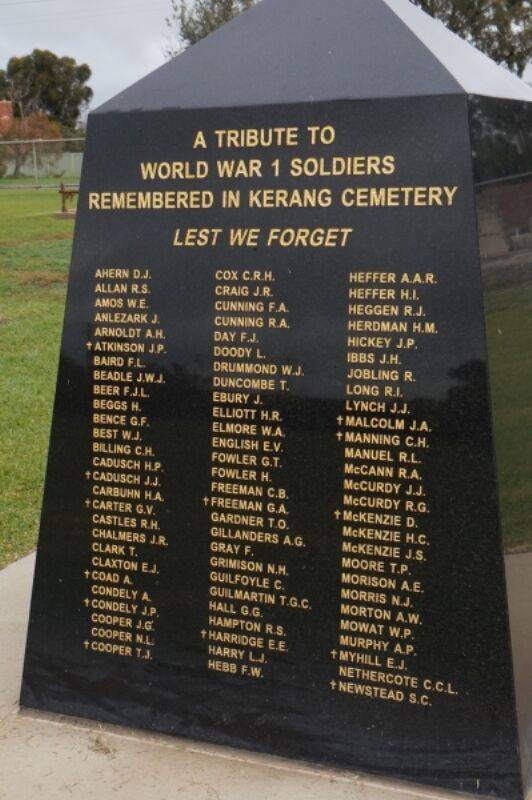 A TRIBUTE TO
WORLD WAR 1 SOLDIERS
REMEMBERED IN KERANG CEMETERY
LEST WE FORGET
AHERN D.J.
ALLAN R.S.
AMOS W.E.
ANLEZARK J.
ARNOLDT A.H.
†ATKINSON J.P.
BAIRD F.L.
BEADLE J.W.J.
BEER F.J.L.
BEGGS H.
BENCE G.F.
BEST W.J.
BILLING C.H.
CADUSCH H.P.
†CADUSCH J.J.
CARBUHN H.A.
†CARTER G.V.
CASTLES R.H.
CHALMERS J.R.
CLARK T.
CLAXTON E.J.
†COAD A.
CONDELY A.
†CONDELY J.P.
COOPER J.G.
COOPER N.L.
†COOPER T.J.
COX C.R.H.
CRAIG J.R.
CUNNING F.A.
CUNNING R.A.
DAY F.J.
DOODY L.
DRUMMOND W.J.
DUNCOMBE T.
EBURY J.
ELLIOTT H.R.
ELMORE W.A.
ENGLISH E.V.
FOWLER G.T.
FOWLER H.
FREEMAN C.B.
†FREEMAN G.A.
GARDNER T.O.
GILLANDERS A.G.
GRAY F.
GRIMISON N.H.
GUILFOYLE C.
GUILMARTIN T.G.C.
HALL G.G.
HAMPTON R.S.
†HARRIDGE E.E.
HARRY L.J.
HEBB F.W.
HEFFER A.A.R.
HEFFER H.I.
HEGGEN R.J.
HERDMAN H.M.
HICKEY J.P.
IBBS J.H.
JOBLING R.
LONG R.I.
LYNCH J.J.
†MALCOLM J.A.
†MANNING C.H.
MANUEL R.L.
McCANN R.A.
McCURDY J.J.
McCURDY R.G.
†McKENZIE D.
McKENZIE H.C.
McKENZIE J.S.
MOORE T.P.
MORISON A.E.
MORRIS N.J.
MORTON A.W.
MOWAT W.P.
MURPHY A.P.
†MYHILL E.J.
NETHERCOTE C.C.L.
†NEWSTEAD S.C.